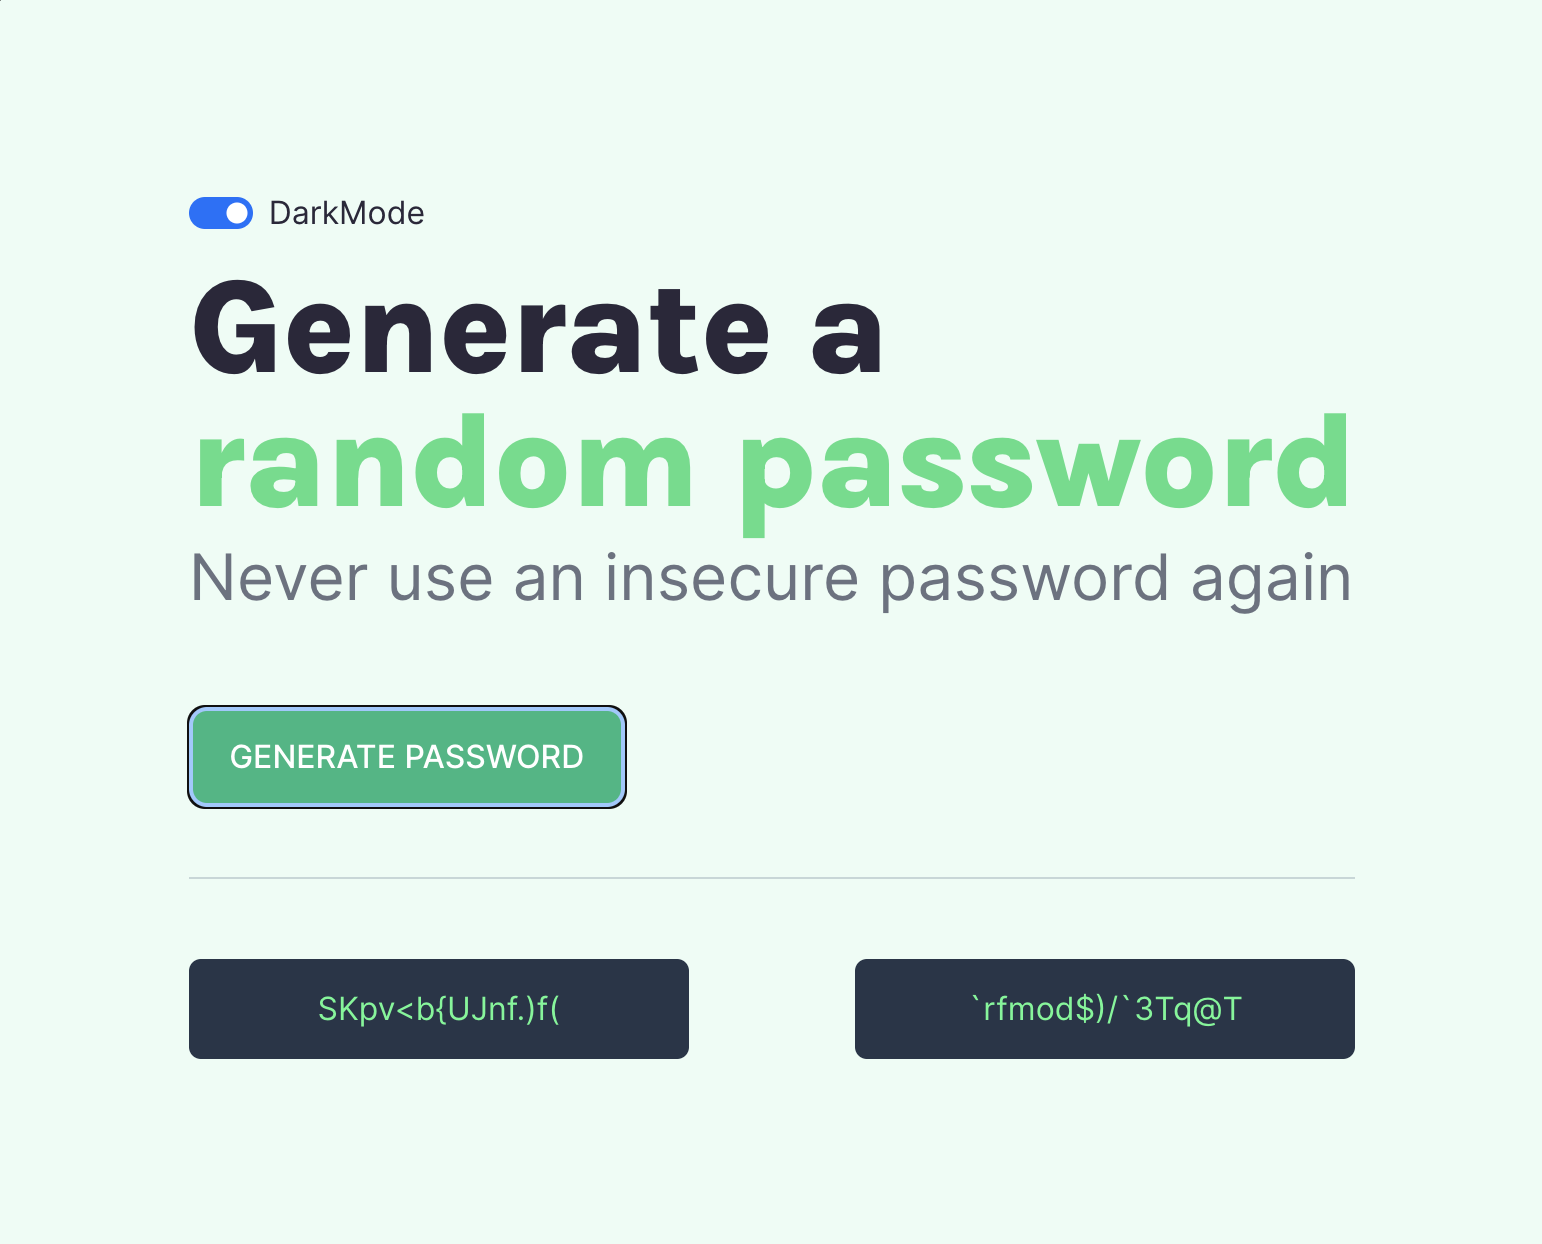 DarkMode
Generate a
random password
Never use an insecure password again
GENERATE PASSWORD
SKpv<b{UJnf.)f(
`rfmod$)/`3Tq@T